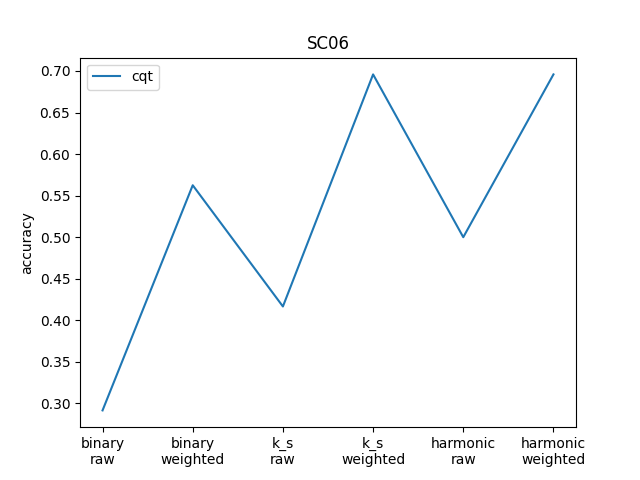 SC06
cqt
accuracy
0.70
0.65
0.60
0.55
0.50
0.45
0.40
0.35
0.30
binary
raw
binary
weighted
k_s
raw
k_s
weighted
harmonic
raw
harmonic
weighted